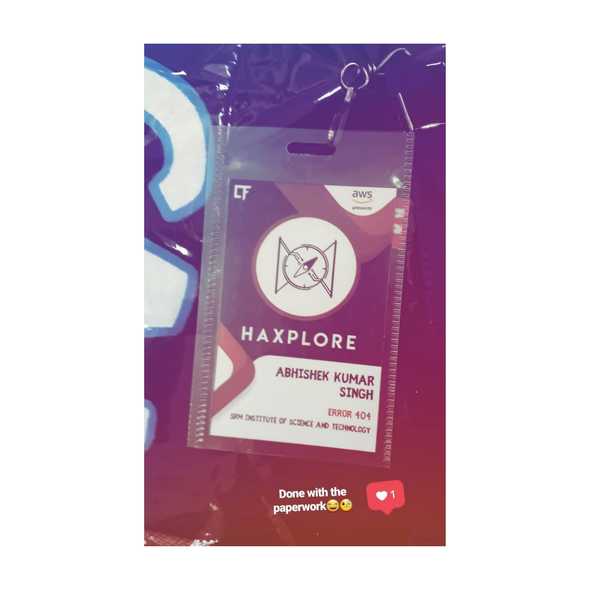 CF
aws
presents
HAXPLORE
ABHISHEK KUMAR
SINGH
ERROR 404
SRM INSTITUTE OF SCIENCE AND TECHNOLOGY
Done with the
paperwork😂🧐
1